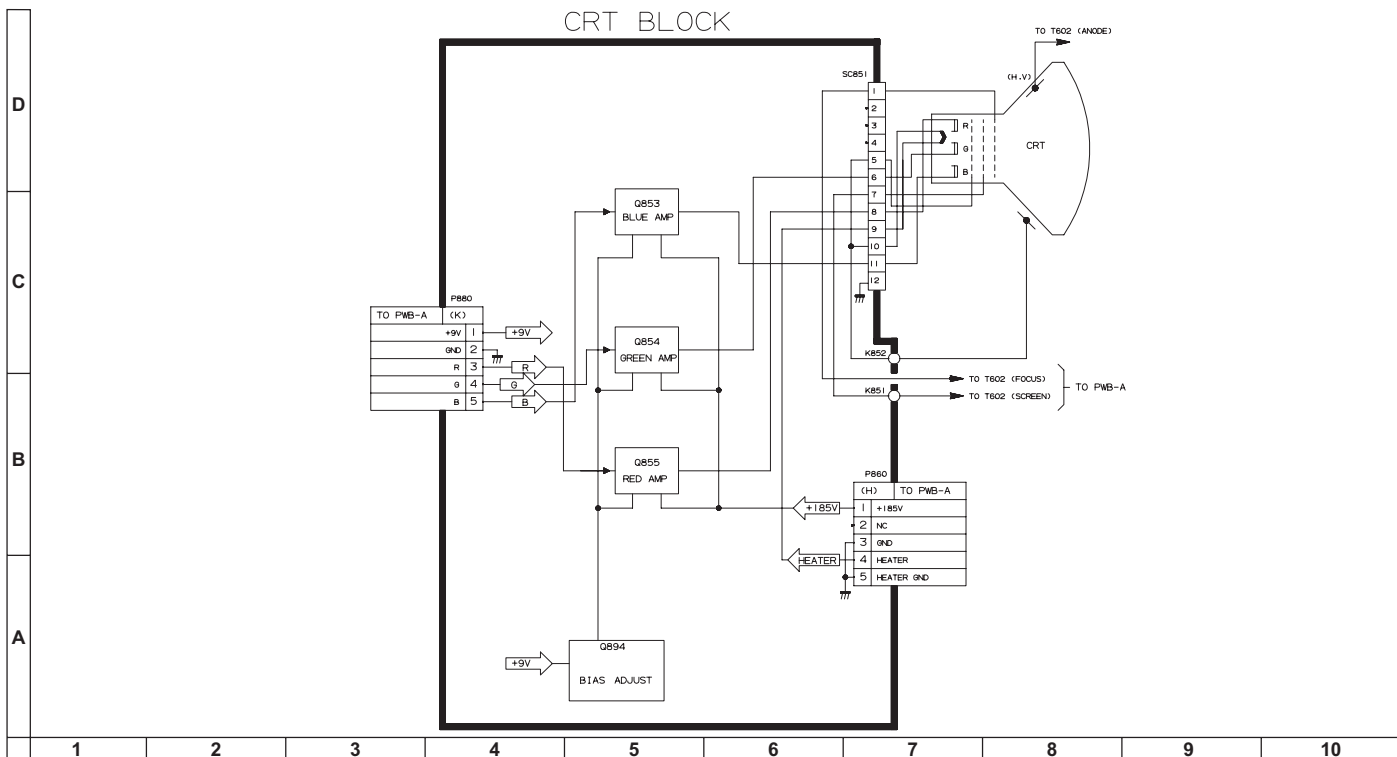 CRT BLOCK
TO T602 (ANODE)
SC851
(H.V)
D
1
2
3
4
5
6
7
8
9
10
11
12
R
G
B
CRT
Q853
BLUE AMP
C
P880
TO PWB-A (K)
+9V 1
GND 2
R 3
G 4
B 5
+9V
R
G
B
Q854
GREEN AMP
K852
TO T602 (FOCUS)
K851
TO T602 (SCREEN)
TO PWB-A
B
Q855
RED AMP
P860
(H) TO PWB-A
1 +185V
2 NC
3 GND
4 HEATER
5 HEATER GND
+185V
HEATER
A
Q894
BIAS ADJUST
+9V
1 2 3 4 5 6 7 8 9 10